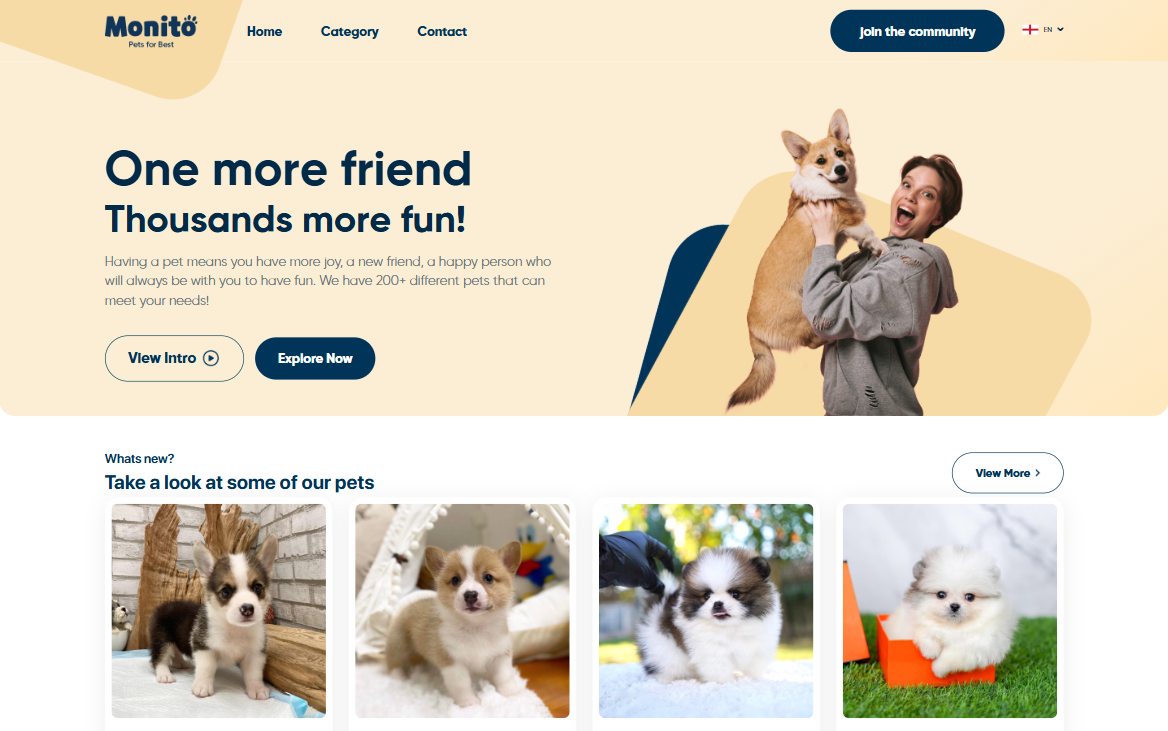 Monito
Pets for Best
Home
Category
Contact
Join the community
EN
One more friend
Thousands more fun!
Having a pet means you have more joy, a new friend, a happy person who
will always be with you to have fun. We have 200+ different pets that can
meet your needs!
View Intro
Explore Now
Whats new?
Take a look at some of our pets
View More